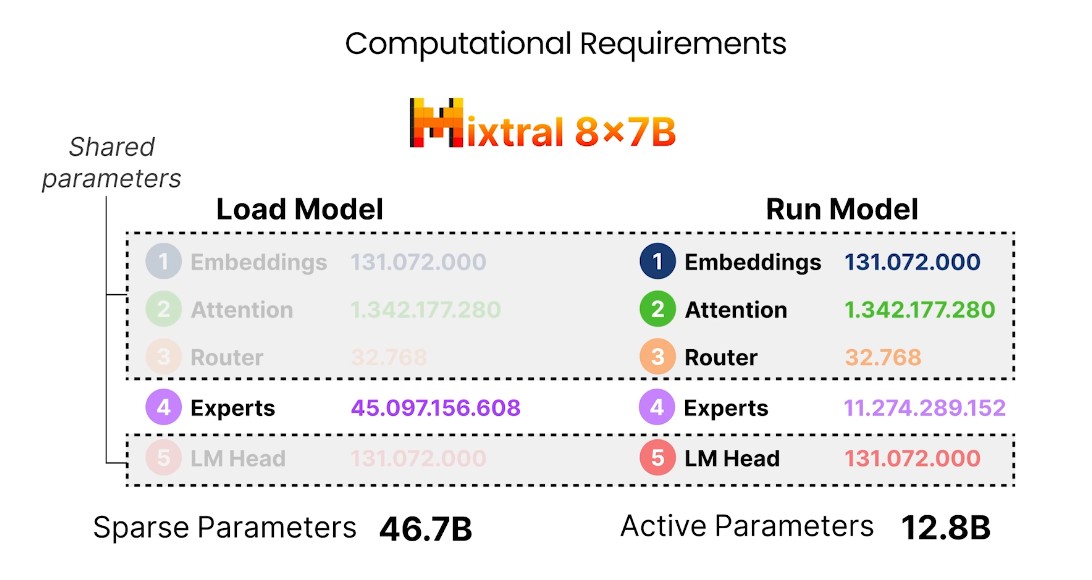 Computational Requirements
Mixtral 8×7B
Shared
parameters
Load Model
Run Model
1 Embeddings 131.072.000
1 Embeddings 131.072.000
2 Attention 1.342.177.280
2 Attention 1.342.177.280
3 Router 32.768
3 Router 32.768
4 Experts 45.097.156.608
4 Experts 11.274.289.152
5 LM Head 131.072.000
5 LM Head 131.072.000
Sparse Parameters 46.7B
Active Parameters 12.8B